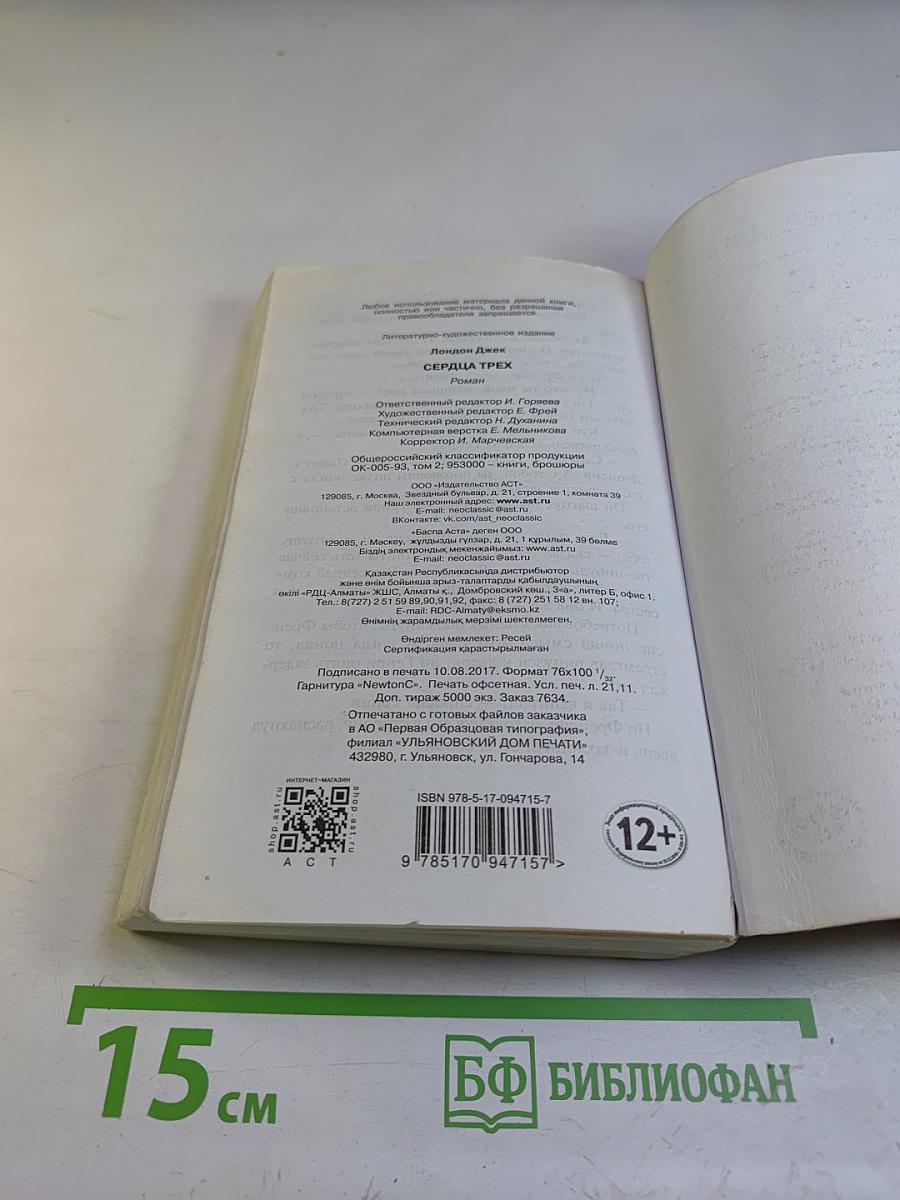 Любое использование материала данной книги,
полностью или частично, без разрешения
правообладателя запрещается.
Литературно-художественное издание
Лондон Джек
СЕРДЦА ТРЕХ
Роман
Ответственный редактор И. Горяева
Художественный редактор Е. Фрей
Технический редактор Н. Духанина
Компьютерная верстка Е. Мельникова
Корректор И. Марчевская
Общероссийский классификатор продукции
ОК-005-93, том 2; 953000 – книги, брошюры
ООО «Издательство АСТ»
129085, г. Москва, Звездный бульвар, д. 21, строение 1, комната 39
Наш электронный адрес: www.ast.ru
E-mail: neoclassic@ast.ru
ВКонтакте: vk.com/ast_neoclassic
«Баспа Аста» деген ООО
129085, г. Мәскеу, жұлдызды гүлзар, д. 21, 1 құрылым, 39 бөлме
Біздің электрондық мекенжайымыз: www.ast.ru
E-mail: neoclassic@ast.ru
Қазақстан Республикасында дистрибьютор
және өнім бойынша арыз-талаптарды қабылдаушының
өкілі «РДЦ-Алматы» ЖШС, Алматы қ., Домбровский көш., 3«а», литер Б, офис 1.
Тел.: 8(727) 2 51 59 89,90,91,92, факс: 8 (727) 251 58 12 вн. 107;
E-mail: RDC-Almaty@eksmo.kz
Өнімнің жарамдылық мерзімі шектелмеген.
Өндірген мемлекет: Ресей
Сертификация қарастырылмаған
Подписано в печать 10.08.2017. Формат 76x100 1/32.
Гарнитура «NewtonC». Печать офсетная. Усл. печ. л. 21,11.
Доп. тираж 5000 экз. Заказ 7634.
Отпечатано с готовых файлов заказчика
в АО «Первая Образцовая типография»,
филиал «УЛЬЯНОВСКИЙ ДОМ ПЕЧАТИ»
432980, г. Ульяновск, ул. Гончарова, 14
ИНТЕРНЕТ-МАГАЗИН
shop.ast.ru
shop.ast.ru
АСТ
ISBN 978-5-17-094715-7
9 785170 947157 >
12+
15 см
БФ БИБЛИОФАН